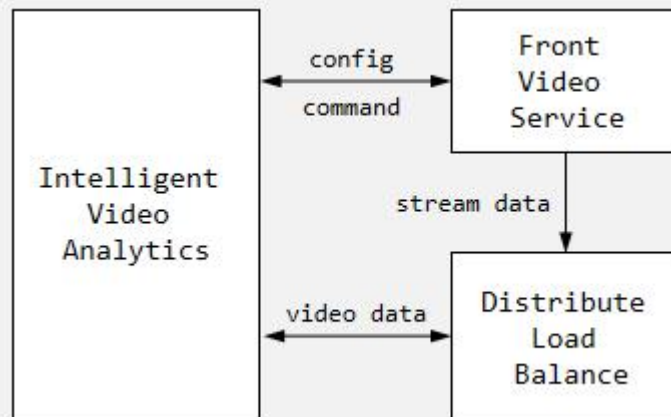 Intelligent
Video
Analytics
config
command
Front
Video
Service
stream data
video data
Distribute
Load
Balance